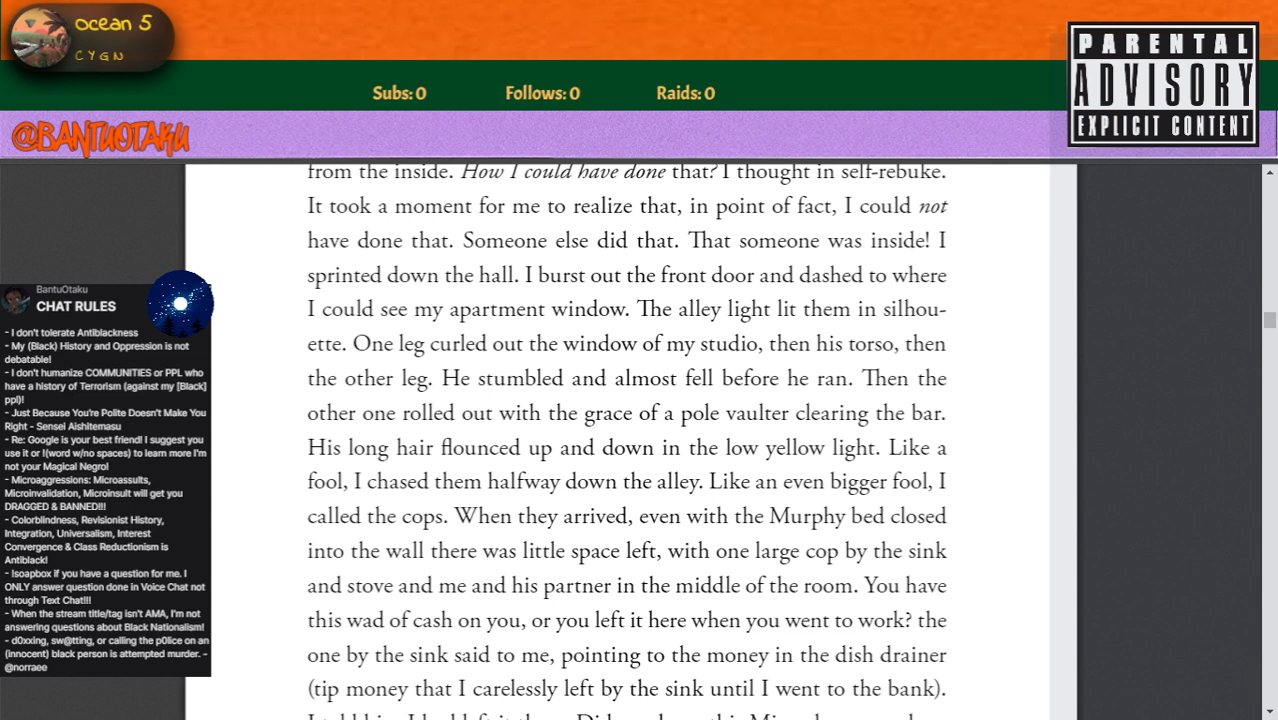 ocean 5
CYGN
PARENTAL
ADVISORY
EXPLICIT CONTENT
Subs: 0
Follows: 0
Raids: 0
@BANTUOTAKU
from the inside. How I could have done that? I thought in self-rebuke.
It took a moment for me to realize that, in point of fact, I could not
have done that. Someone else did that. That someone was inside! I
sprinted down the hall. I burst out the front door and dashed to where
I could see my apartment window. The alley light lit them in silhou-
ette. One leg curled out the window of my studio, then his torso, then
the other leg. He stumbled and almost fell before he ran. Then the
other one rolled out with the grace of a pole vaulter clearing the bar.
His long hair flounced up and down in the low yellow light. Like a
fool, I chased them halfway down the alley. Like an even bigger fool, I
called the cops. When they arrived, even with the Murphy bed closed
into the wall there was little space left, with one large cop by the sink
and stove and me and his partner in the middle of the room. You have
this wad of cash on you, or you left it here when you went to work? the
one by the sink said to me, pointing to the money in the dish drainer
(tip money that I carelessly left by the sink until I went to the bank).
BantuOtaku
CHAT RULES
- I don't tolerate Antiblackness
- My (Black) History and Oppression is not
debatable!
- I don't humanize COMMUNITIES or PPL who
have a history of Terrorism (against my [Black]
ppl)!
- Just Because You're Polite Doesn't Make You
Right - Sensei Aishitemasu
- Re: Google is your best friend! I suggest you
use it or !(word w/no spaces) to learn more I'm
not your Magical Negro!
- Microaggressions: Microassults,
Microinvalidation, Microinsult will get you
DRAGGED & BANNED!!!
- Colorblindness, Revisionist History,
Integration, Universalism, Interest
Convergence & Class Reductionism is
Antiblack!
- !soapbox if you have a question for me. I
ONLY answer question done in Voice Chat not
through Text Chat!!!
- When the stream title/tag isn't AMA, I'm not
answering questions about Black Nationalism!
- d0xxing, sw@tting, or calling the p0lice on an
(innocent) black person is attempted murder. -
@norraee